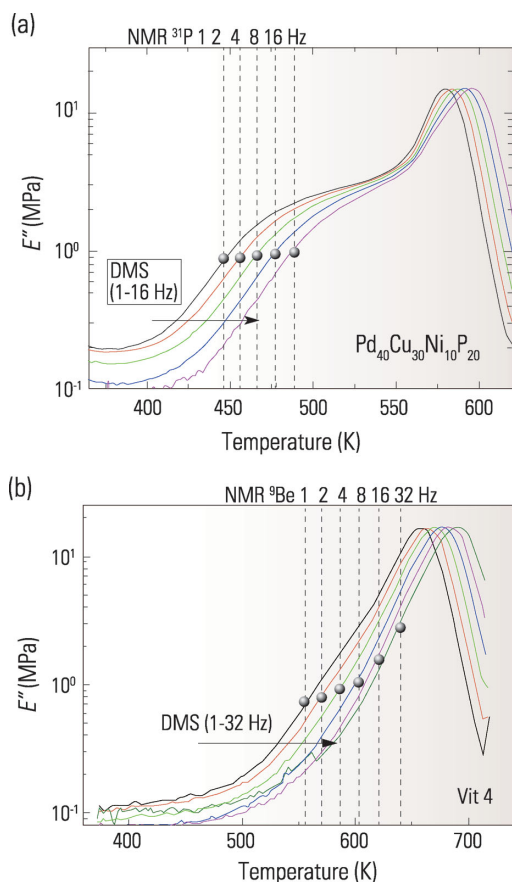 (a)
NMR ³¹P 1 2 4 8 16 Hz
10¹
10⁰
10⁻¹
E″ (MPa)
DMS
(1-16 Hz)
Pd₄₀Cu₃₀Ni₁₀P₂₀
400 450 500 550 600
Temperature (K)
(b)
NMR ⁹Be 1 2 4 8 16 32 Hz
10¹
10⁰
10⁻¹
E″ (MPa)
DMS (1-32 Hz)
Vit 4
400 500 600 700
Temperature (K)